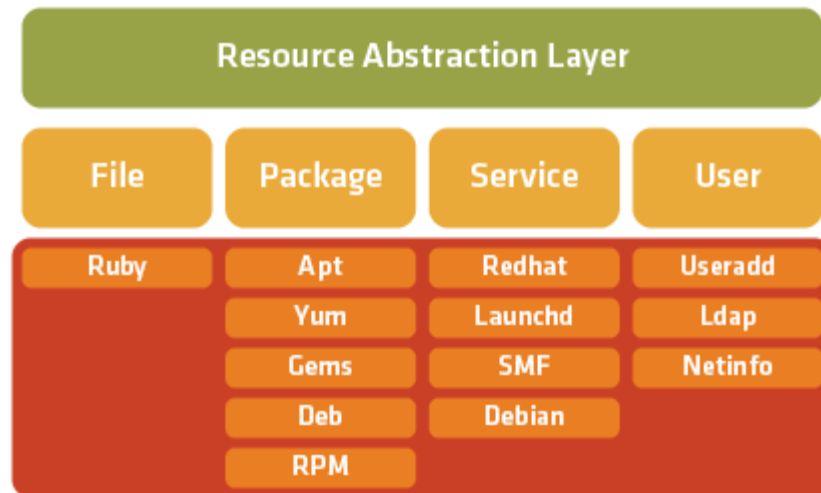 Resource Abstraction Layer
File Package Service User
Ruby Apt Redhat Useradd
Yum Launchd Ldap
Gems SMF Netinfo
Deb Debian
RPM